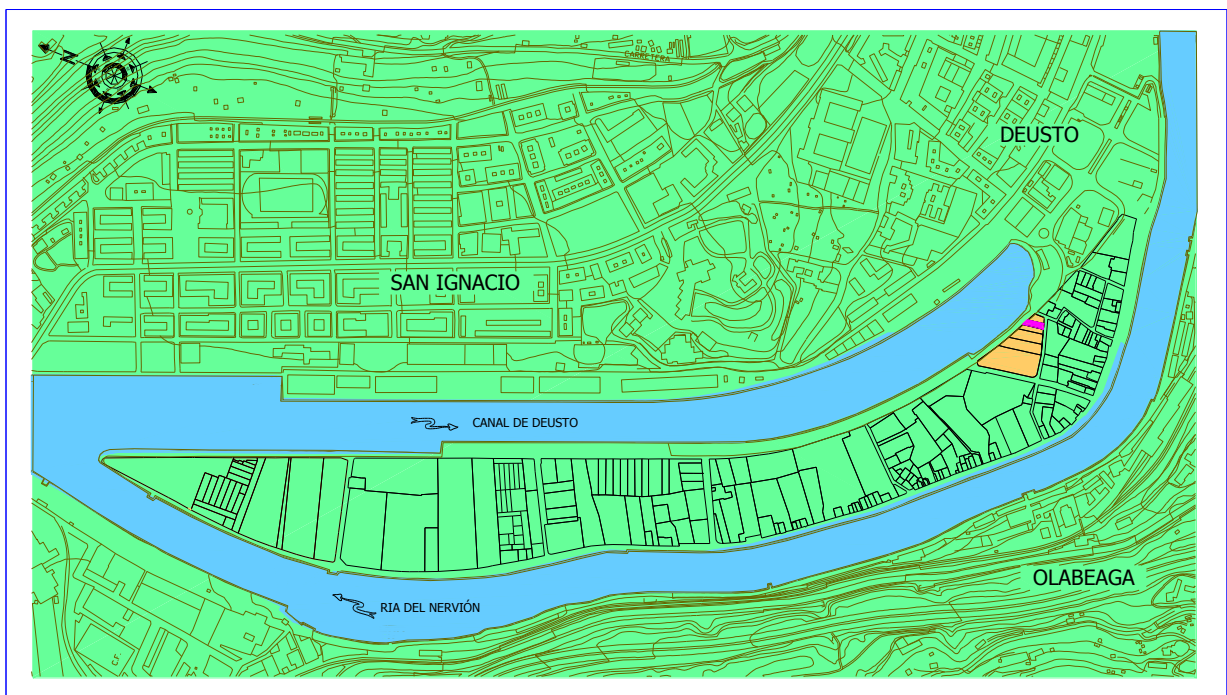 N
CARRETERA
DEUSTO
SAN IGNACIO
CANAL DE DEUSTO
OLABEAGA
RIA DEL NERVIÓN
C.F.